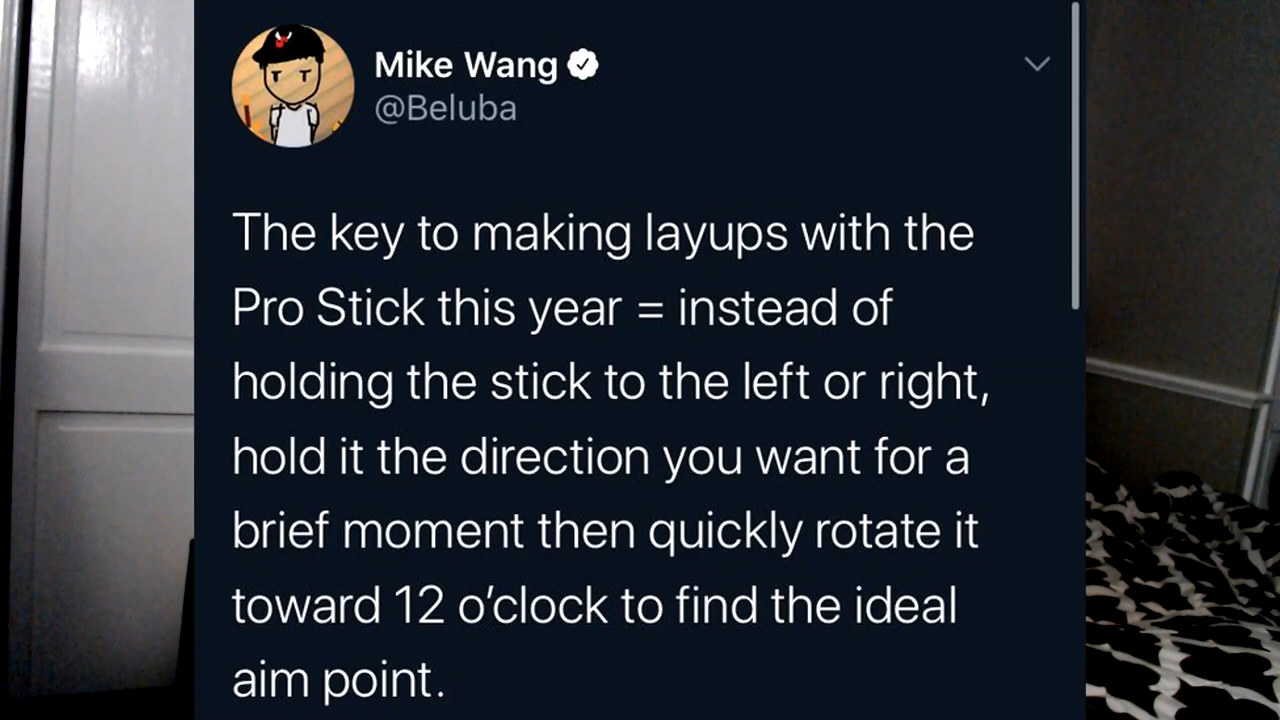 Mike Wang
@Beluba
The key to making layups with the
Pro Stick this year = instead of
holding the stick to the left or right,
hold it the direction you want for a
brief moment then quickly rotate it
toward 12 o’clock to find the ideal
aim point.